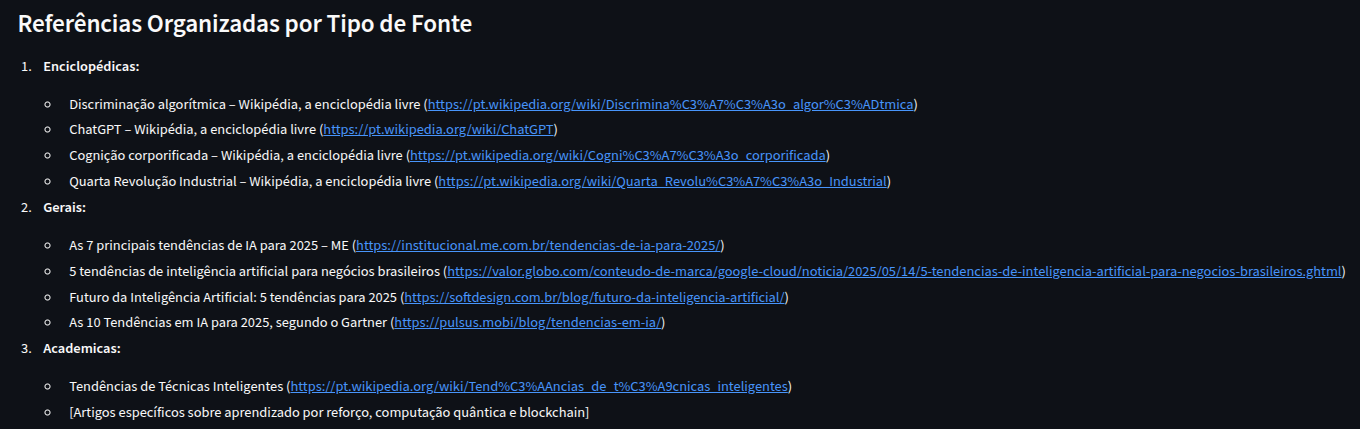 Referências Organizadas por Tipo de Fonte
1. Enciclopédicas:
Discriminação algorítmica – Wikipédia, a enciclopédia livre (https://pt.wikipedia.org/wiki/Discrimina%C3%A7%C3%A3o_algor%C3%ADtmica)
ChatGPT – Wikipédia, a enciclopédia livre (https://pt.wikipedia.org/wiki/ChatGPT)
Cognição corporificada – Wikipédia, a enciclopédia livre (https://pt.wikipedia.org/wiki/Cogni%C3%A7%C3%A3o_corporificada)
Quarta Revolução Industrial – Wikipédia, a enciclopédia livre (https://pt.wikipedia.org/wiki/Quarta_Revolu%C3%A7%C3%A3o_Industrial)
2. Gerais:
As 7 principais tendências de IA para 2025 – ME (https://institucional.me.com.br/tendencias-de-ia-para-2025/)
5 tendências de inteligência artificial para negócios brasileiros (https://valor.globo.com/conteudo-de-marca/google-cloud/noticia/2025/05/14/5-tendencias-de-inteligencia-artificial-para-negocios-brasileiros.ghtml)
Futuro da Inteligência Artificial: 5 tendências para 2025 (https://softdesign.com.br/blog/futuro-da-inteligencia-artificial/)
As 10 Tendências em IA para 2025, segundo o Gartner (https://pulsus.mobi/blog/tendencias-em-ia/)
3. Academicas:
Tendências de Técnicas Inteligentes (https://pt.wikipedia.org/wiki/Tend%C3%AAncias_de_t%C3%A9cnicas_inteligentes)
[Artigos específicos sobre aprendizado por reforço, computação quântica e blockchain]